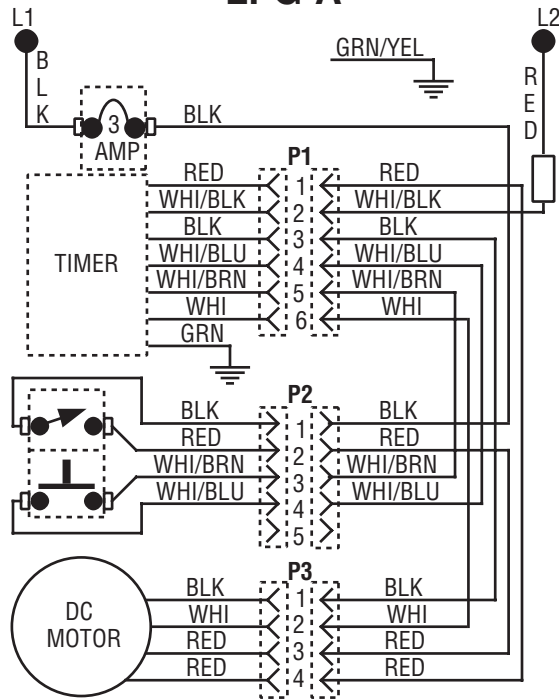 L1
L2
GRN/YEL
B
L
K
R
E
D
3
AMP
BLK
P1
TIMER
RED 1 RED
WHI/BLK 2 WHI/BLK
BLK 3 BLK
WHI/BLU 4 WHI/BLU
WHI/BRN 5 WHI/BRN
WHI 6 WHI
GRN
P2
BLK 1 BLK
RED 2 RED
WHI/BRN 3 WHI/BRN
WHI/BLU 4 WHI/BLU
5
P3
DC
MOTOR
BLK 1 BLK
WHI 2 WHI
RED 3 RED
RED 4 RED